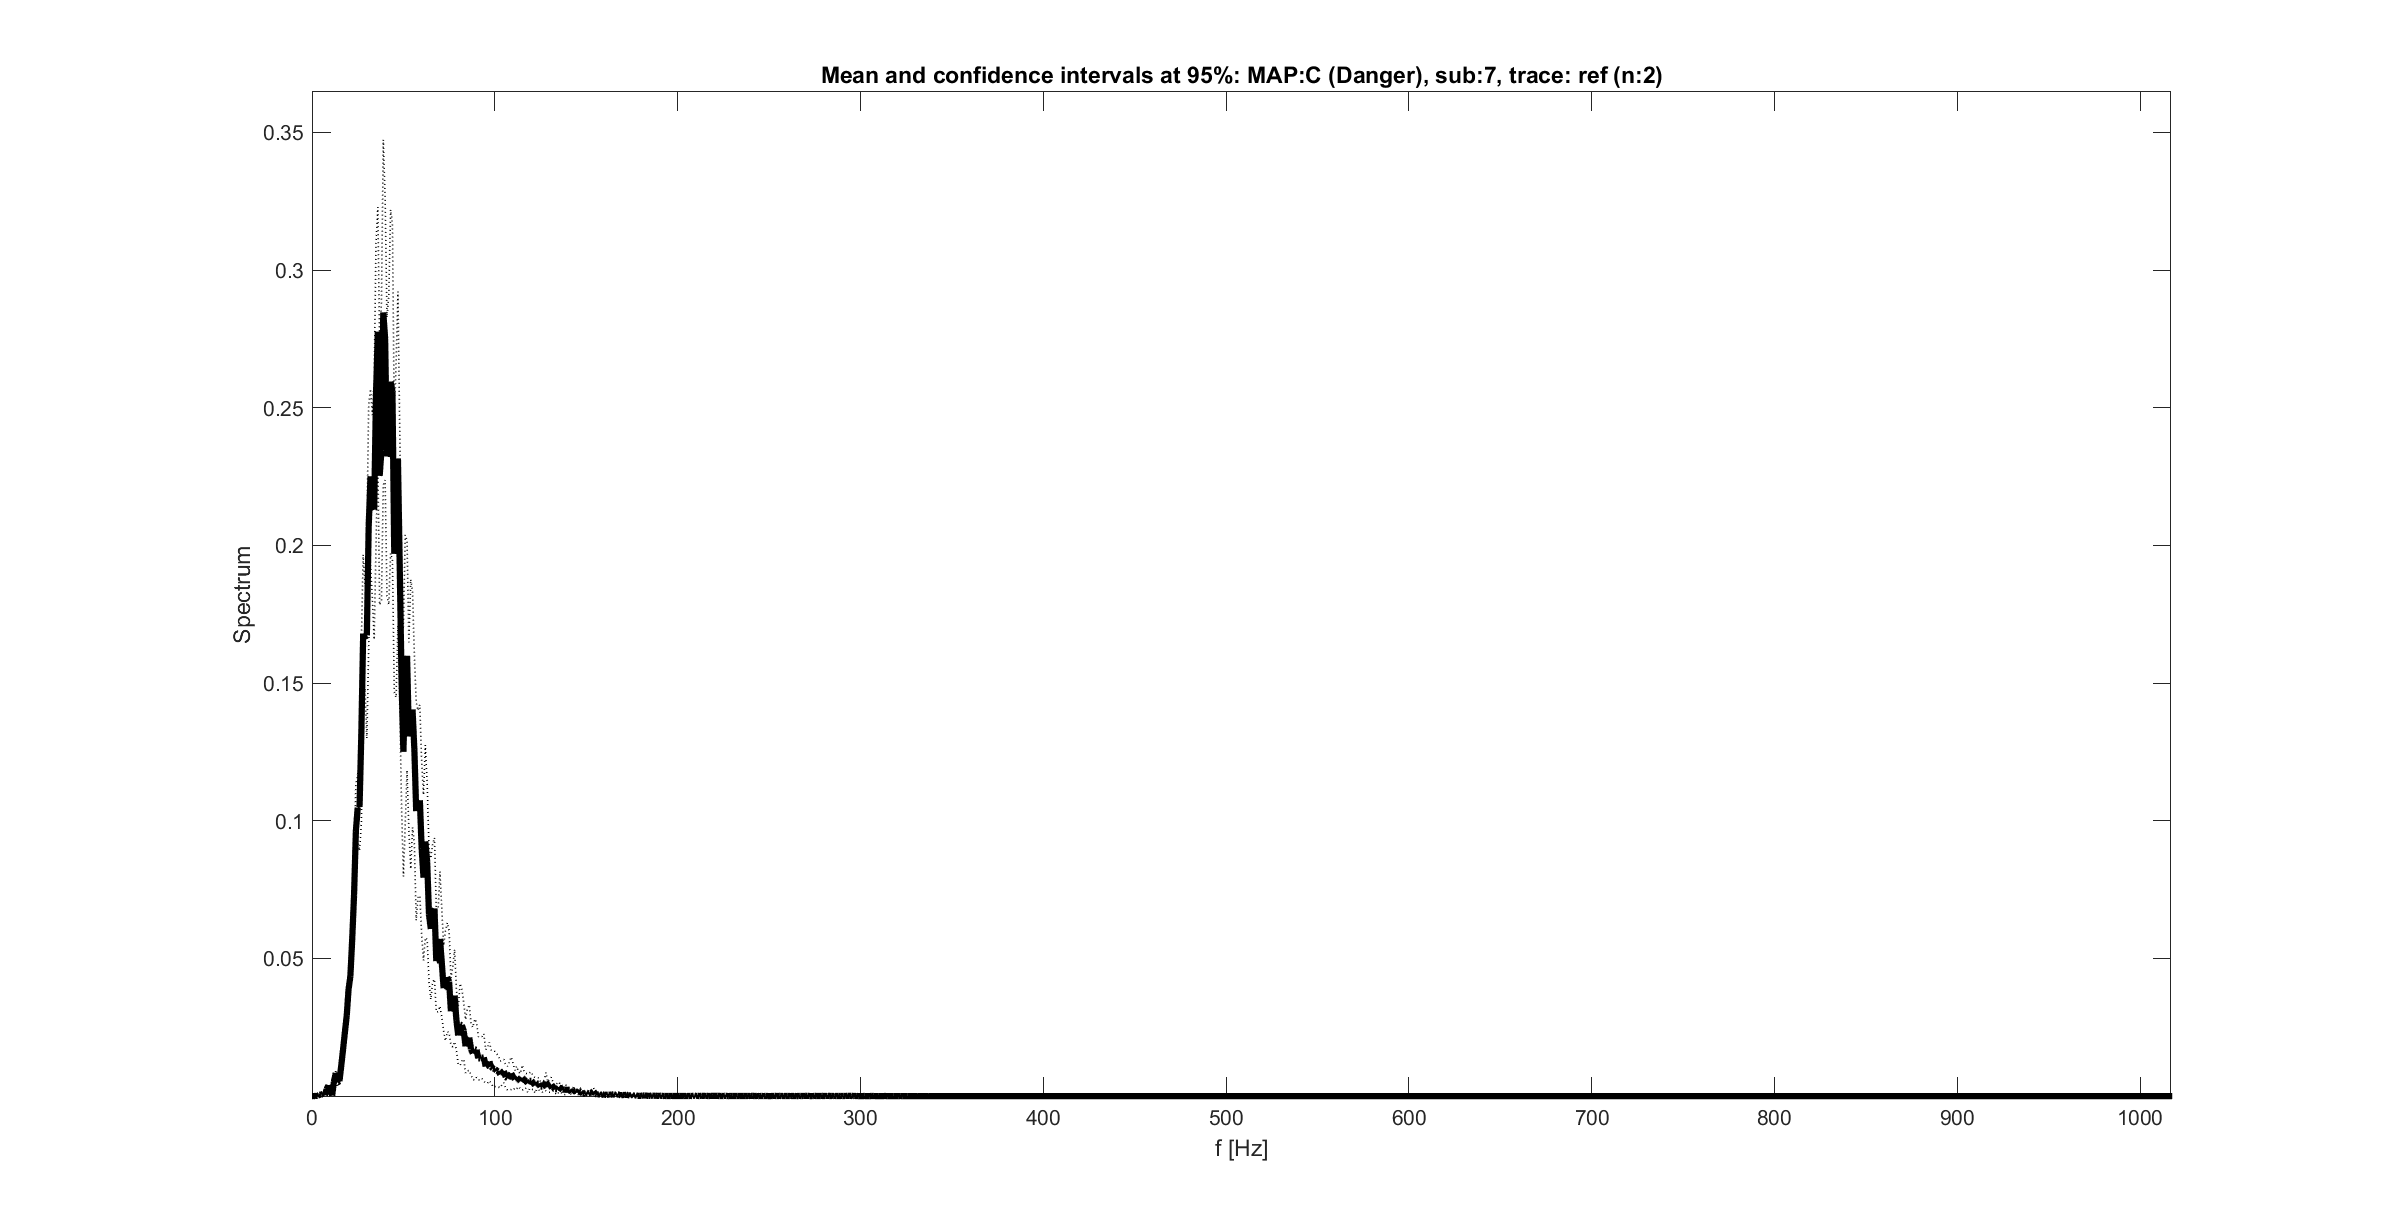 Mean and confidence intervals at 95%: MAP:C (Danger), sub:7, trace: ref (n:2)
0.35
0.3
0.25
0.2
0.15
0.1
0.05
Spectrum
0 100 200 300 400 500 600 700 800 900 1000
f [Hz]